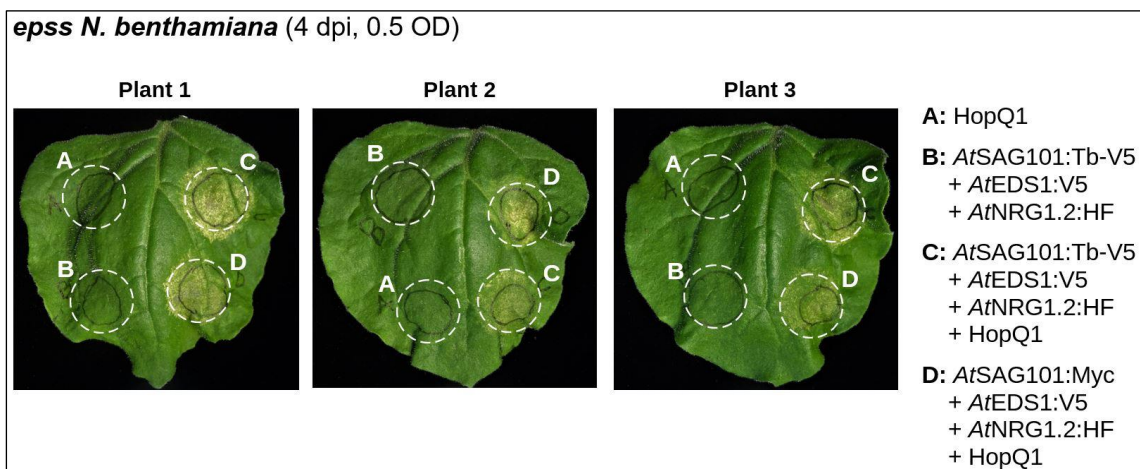 epss N. benthamiana (4 dpi, 0.5 OD)
Plant 1
Plant 2
Plant 3
A
C
B
D
B
D
A
C
A
C
B
D
A: HopQ1
B: AtSAG101:Tb-V5
+ AtEDS1:V5
+ AtNRG1.2:HF
C: AtSAG101:Tb-V5
+ AtEDS1:V5
+ AtNRG1.2:HF
+ HopQ1
D: AtSAG101:Myc
+ AtEDS1:V5
+ AtNRG1.2:HF
+ HopQ1